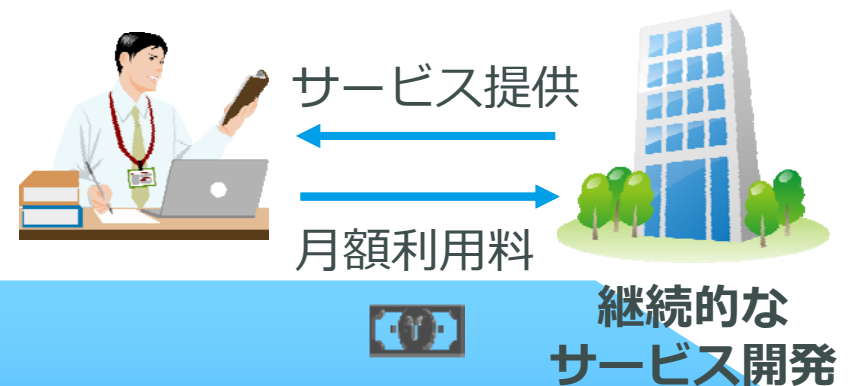 サービス提供
月額利用料
継続的な
サービス開発